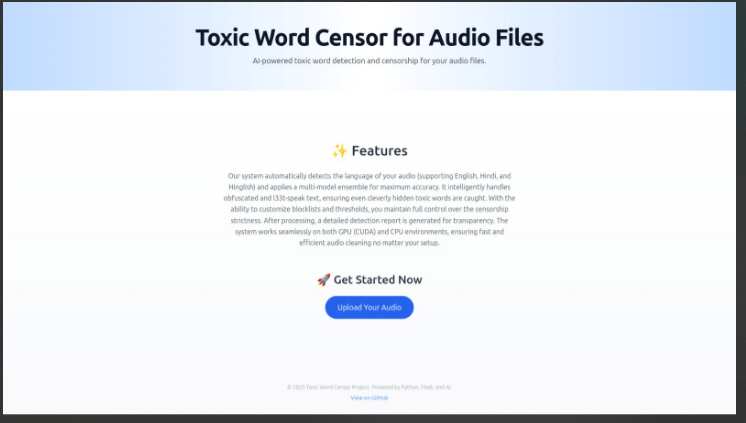 Toxic Word Censor for Audio Files
AI-powered toxic word detection and censorship for your audio files.
✨ Features
Our system automatically detects the language of your audio (supporting English, Hindi, and
Hinglish) and applies a multi-model ensemble for maximum accuracy. It intelligently handles
obfuscated and l33t-speak text, ensuring even cleverly hidden toxic words are caught. With the
ability to customize blocklists and thresholds, you maintain full control over the censorship
strictness. After processing, a detailed detection report is generated for transparency. The
system works seamlessly on both GPU (CUDA) and CPU environments, ensuring fast and
efficient audio cleaning no matter your setup.
🚀 Get Started Now
Upload Your Audio
© 2025 Toxic Word Censor Project. Powered by Python, Flask, and AI.
View on GitHub